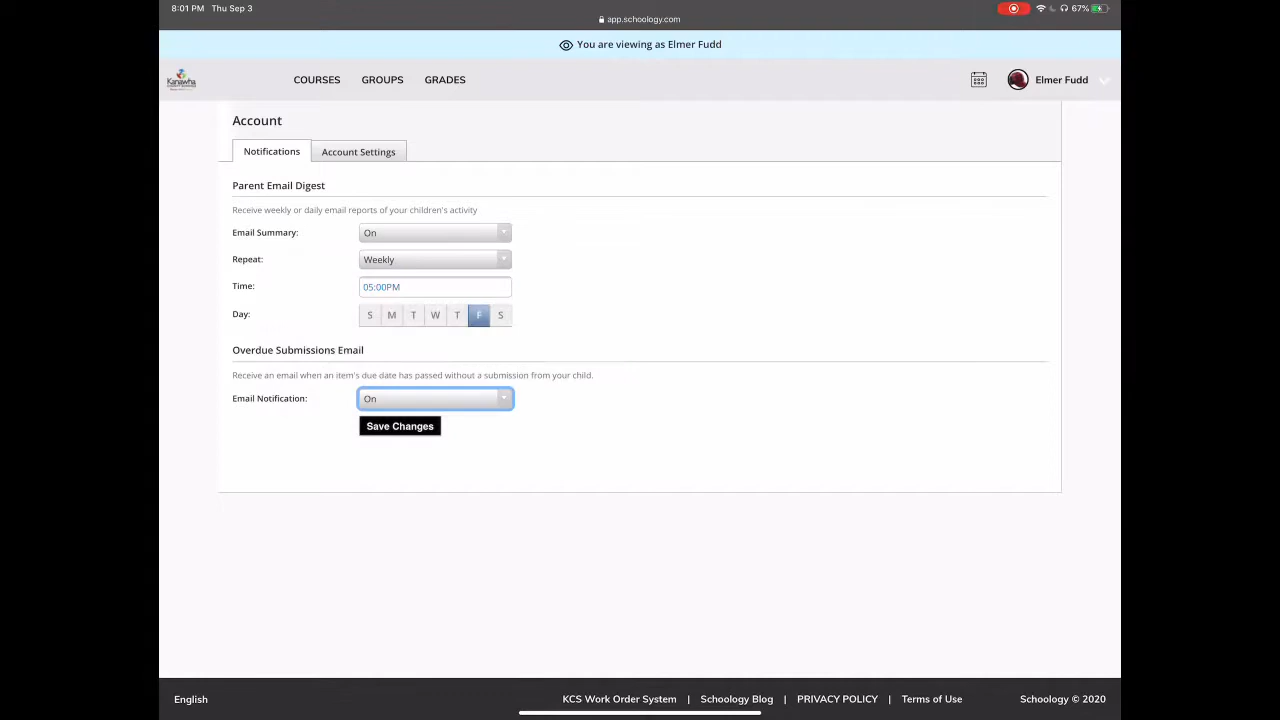 8:01 PM Thu Sep 3
67%
app.schoology.com
You are viewing as Elmer Fudd
Kanawha
COURSES GROUPS GRADES
Elmer Fudd
Account
Notifications Account Settings
Parent Email Digest
Receive weekly or daily email reports of your children's activity
Email Summary: On
Repeat: Weekly
Time: 05:00PM
Day: S M T W T F S
Overdue Submissions Email
Receive an email when an item's due date has passed without a submission from your child.
Email Notification: On
Save Changes
English
KCS Work Order System | Schoology Blog | PRIVACY POLICY | Terms of Use
Schoology © 2020